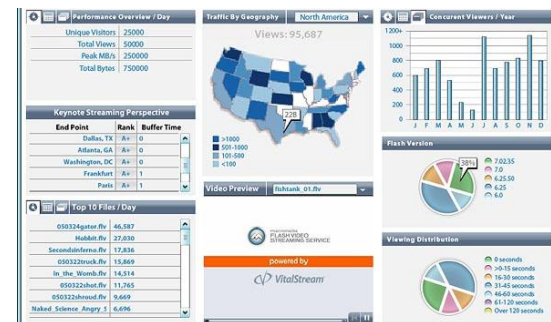 Performance Overview / Day
Unique Visitors 25000
Total Views 50000
Peak MB/s 250000
Total Bytes 750000
Keynote Streaming Perspective
End Point Rank Buffer Time
Dallas, TX A+ 0
Adlanta, GA A+ 0
Washington, DC A+ 0
Frankfurt A+ 1
Paris A+ 1
Top 10 Files / Day
050324gator.flv 46,587
Hobbit.flv 27,030
Secondsinferno.flv 17,836
050322truck.flv 15,869
In_the_Womb.flv 14,514
050322shot.flv 11,765
050322shroud.flv 9,669
Naked_Science_Angry_ 6,696
Traffic By Geography North America
Views: 95,687
228
>1000
501-1000
101-500
<100
Video Preview fishtank_01.flv
macromedia
FLASH VIDEO
STREAMING SERVICE
powered by
VitalStream
Concurent Viewers / Year
1200+
1000
800
600
400
200
0
J F M A M J J A S O N D
Flash Version
38%
7.02.35
7.0
6.25.50
6.25
6.0
Viewing Distribution
0 seconds
>0-15 seconds
16-30 seconds
31-45 seconds
46-60 seconds
61-120 seconds
Over 120 seconds